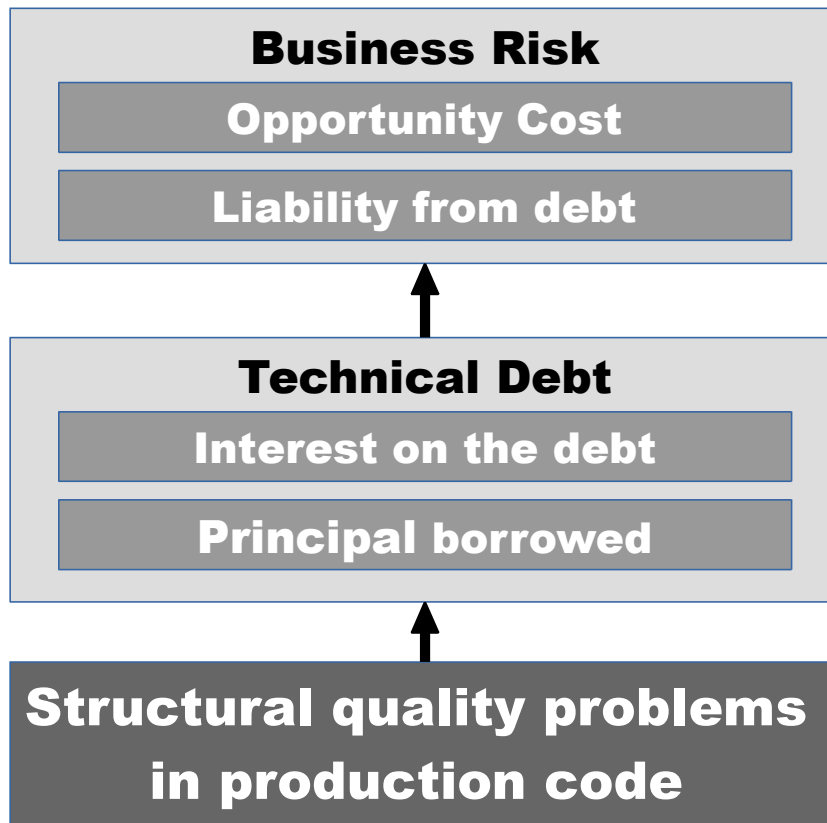 Business Risk
Opportunity Cost
Liability from debt
Technical Debt
Interest on the debt
Principal borrowed
Structural quality problems
in production code